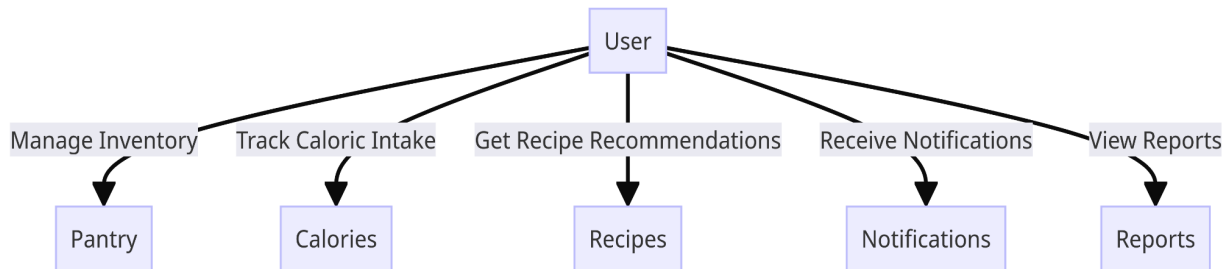 User
Manage Inventory
Track Caloric Intake
Get Recipe Recommendations
Receive Notifications
View Reports
Pantry
Calories
Recipes
Notifications
Reports